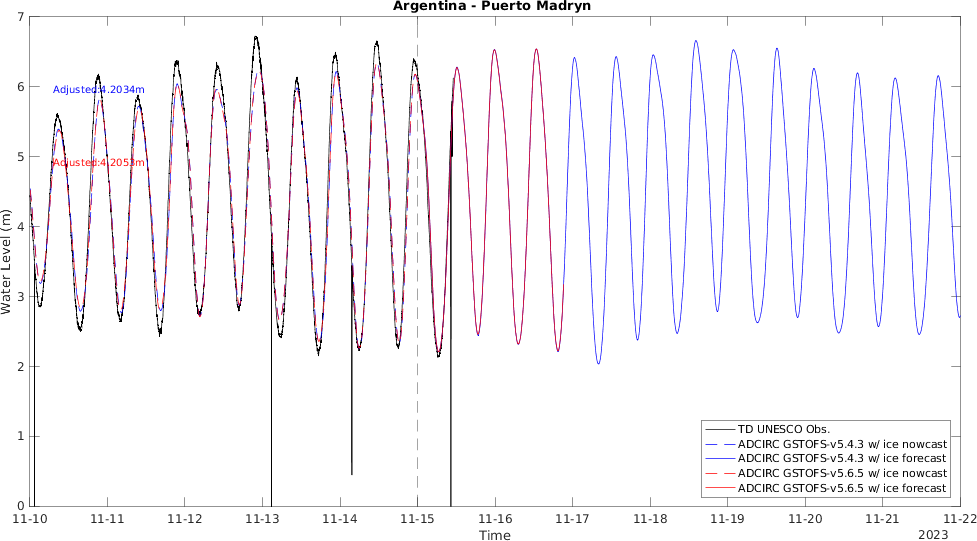 Argentina - Puerto Madryn
7
6
5
4
3
2
1
0
Water Level (m)
Adjusted:4.2034m
Adjusted:4.2053m
TD UNESCO Obs.
ADCIRC GSTOFS-v5.4.3 w/ ice nowcast
ADCIRC GSTOFS-v5.4.3 w/ ice forecast
ADCIRC GSTOFS-v5.6.5 w/ ice nowcast
ADCIRC GSTOFS-v5.6.5 w/ ice forecast
11-10 11-11 11-12 11-13 11-14 11-15 11-16 11-17 11-18 11-19 11-20 11-21 11-22
Time
2023